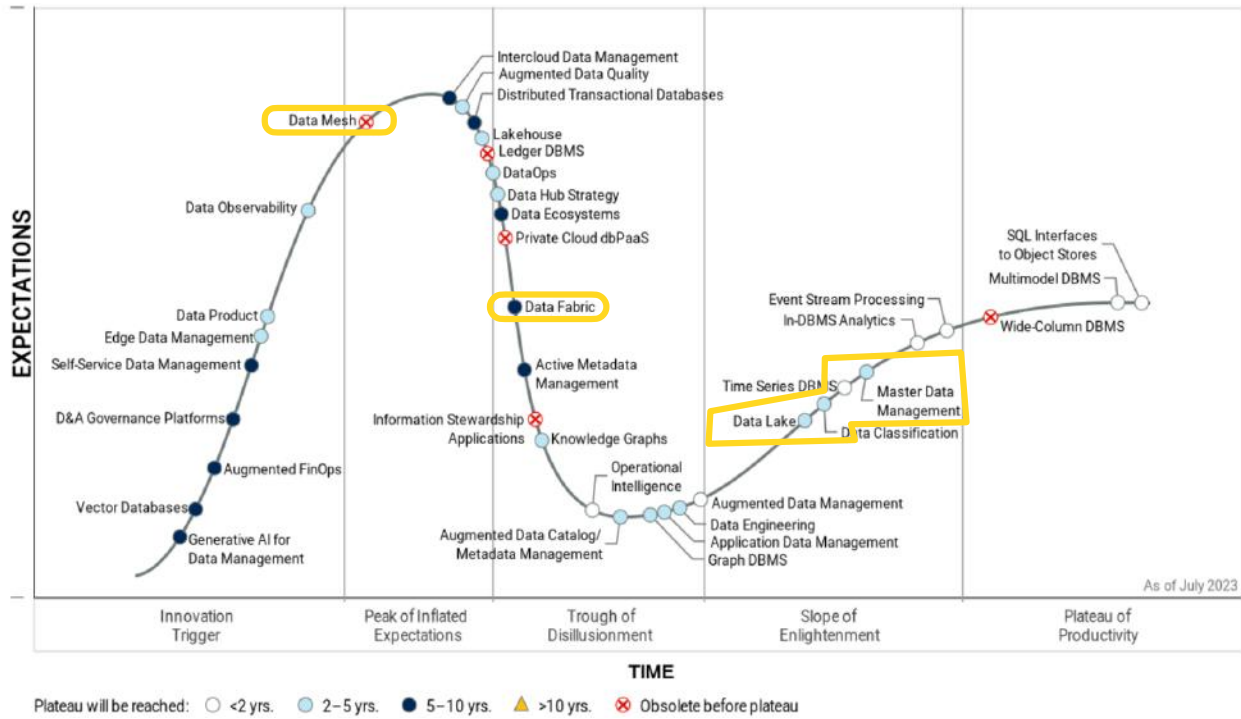 EXPECTATIONS
Intercloud Data Management
Augmented Data Quality
Distributed Transactional Databases
Data Mesh
Lakehouse
Ledger DBMS
DataOps
Data Hub Strategy
Data Observability
Data Ecosystems
Private Cloud dbPaaS
SQL Interfaces
to Object Stores
Multimodel DBMS
Data Fabric
Event Stream Processing
In-DBMS Analytics
Wide-Column DBMS
Data Product
Edge Data Management
Self-Service Data Management
Active Metadata
Management
Time Series DBMS
Master Data
Management
D&A Governance Platforms
Information Stewardship
Applications
Knowledge Graphs
Data Lake
Data Classification
Augmented FinOps
Operational
Intelligence
Vector Databases
Augmented Data Management
Data Engineering
Application Data Management
Graph DBMS
Augmented Data Catalog/
Metadata Management
Generative AI for
Data Management
As of July 2023
Innovation
Trigger
Peak of Inflated
Expectations
Trough of
Disillusionment
Slope of
Enlightenment
Plateau of
Productivity
TIME
Plateau will be reached: <2 yrs. 2–5 yrs. 5–10 yrs. >10 yrs. Obsolete before plateau